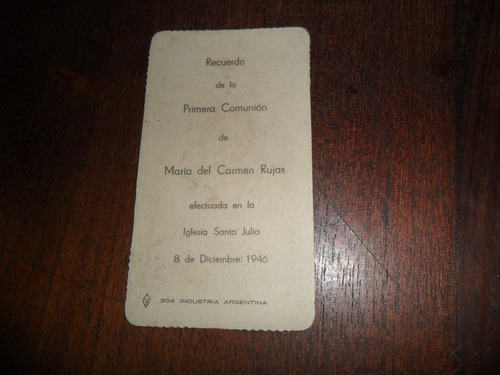 Recuerdo
de la
Primera Comunión
de
María del Carmen Rujas
efectuada en la
Iglesia Santa Julia
8 de Diciembre 1946
304 INDUSTRIA ARGENTINA